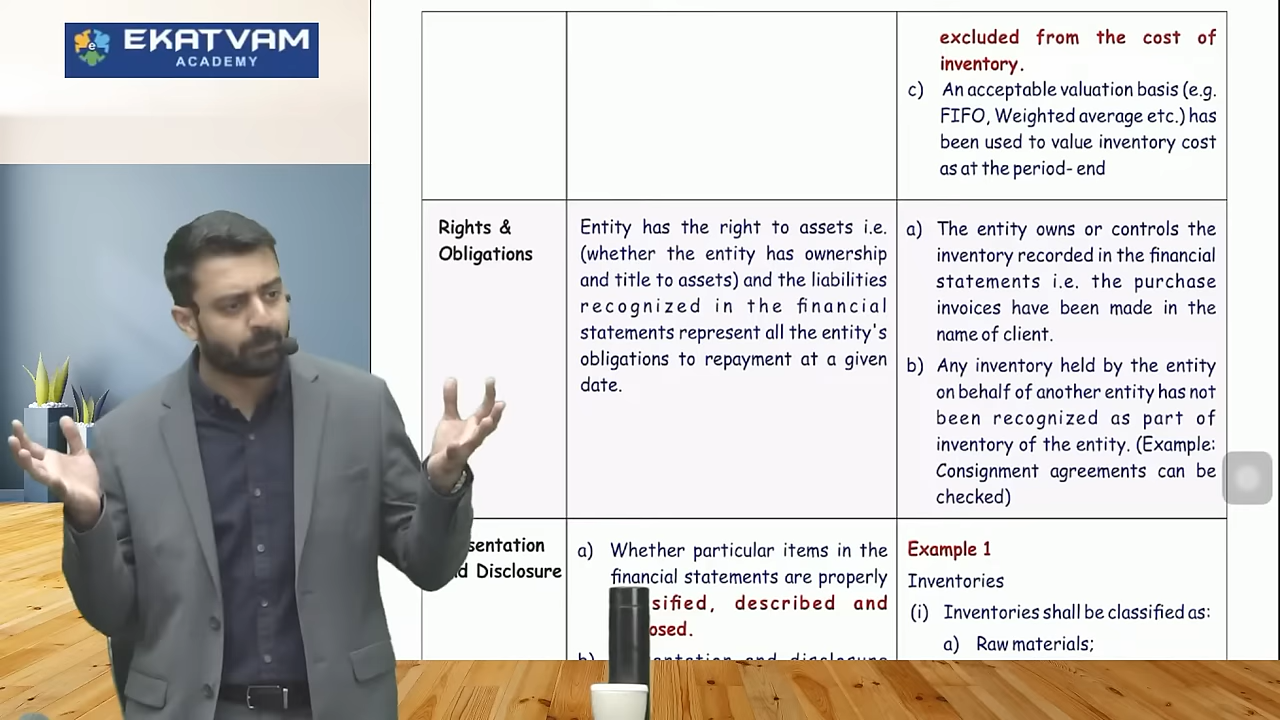 EKATVAM
ACADEMY
excluded from the cost of
inventory.
c) An acceptable valuation basis (e.g.
FIFO, Weighted average etc.) has
been used to value inventory cost
as at the period- end
Rights &
Obligations
Entity has the right to assets i.e.
(whether the entity has ownership
and title to assets) and the liabilities
recognized in the financial
statements represent all the entity's
obligations to repayment at a given
date.
a) The entity owns or controls the
inventory recorded in the financial
statements i.e. the purchase
invoices have been made in the
name of client.
b) Any inventory held by the entity
on behalf of another entity has not
been recognized as part of
inventory of the entity. (Example:
Consignment agreements can be
checked)
Disclosure
a) Whether particular items in the
financial statements are properly
described and
Example 1
Inventories
(i) Inventories shall be classified as:
a) Raw materials;